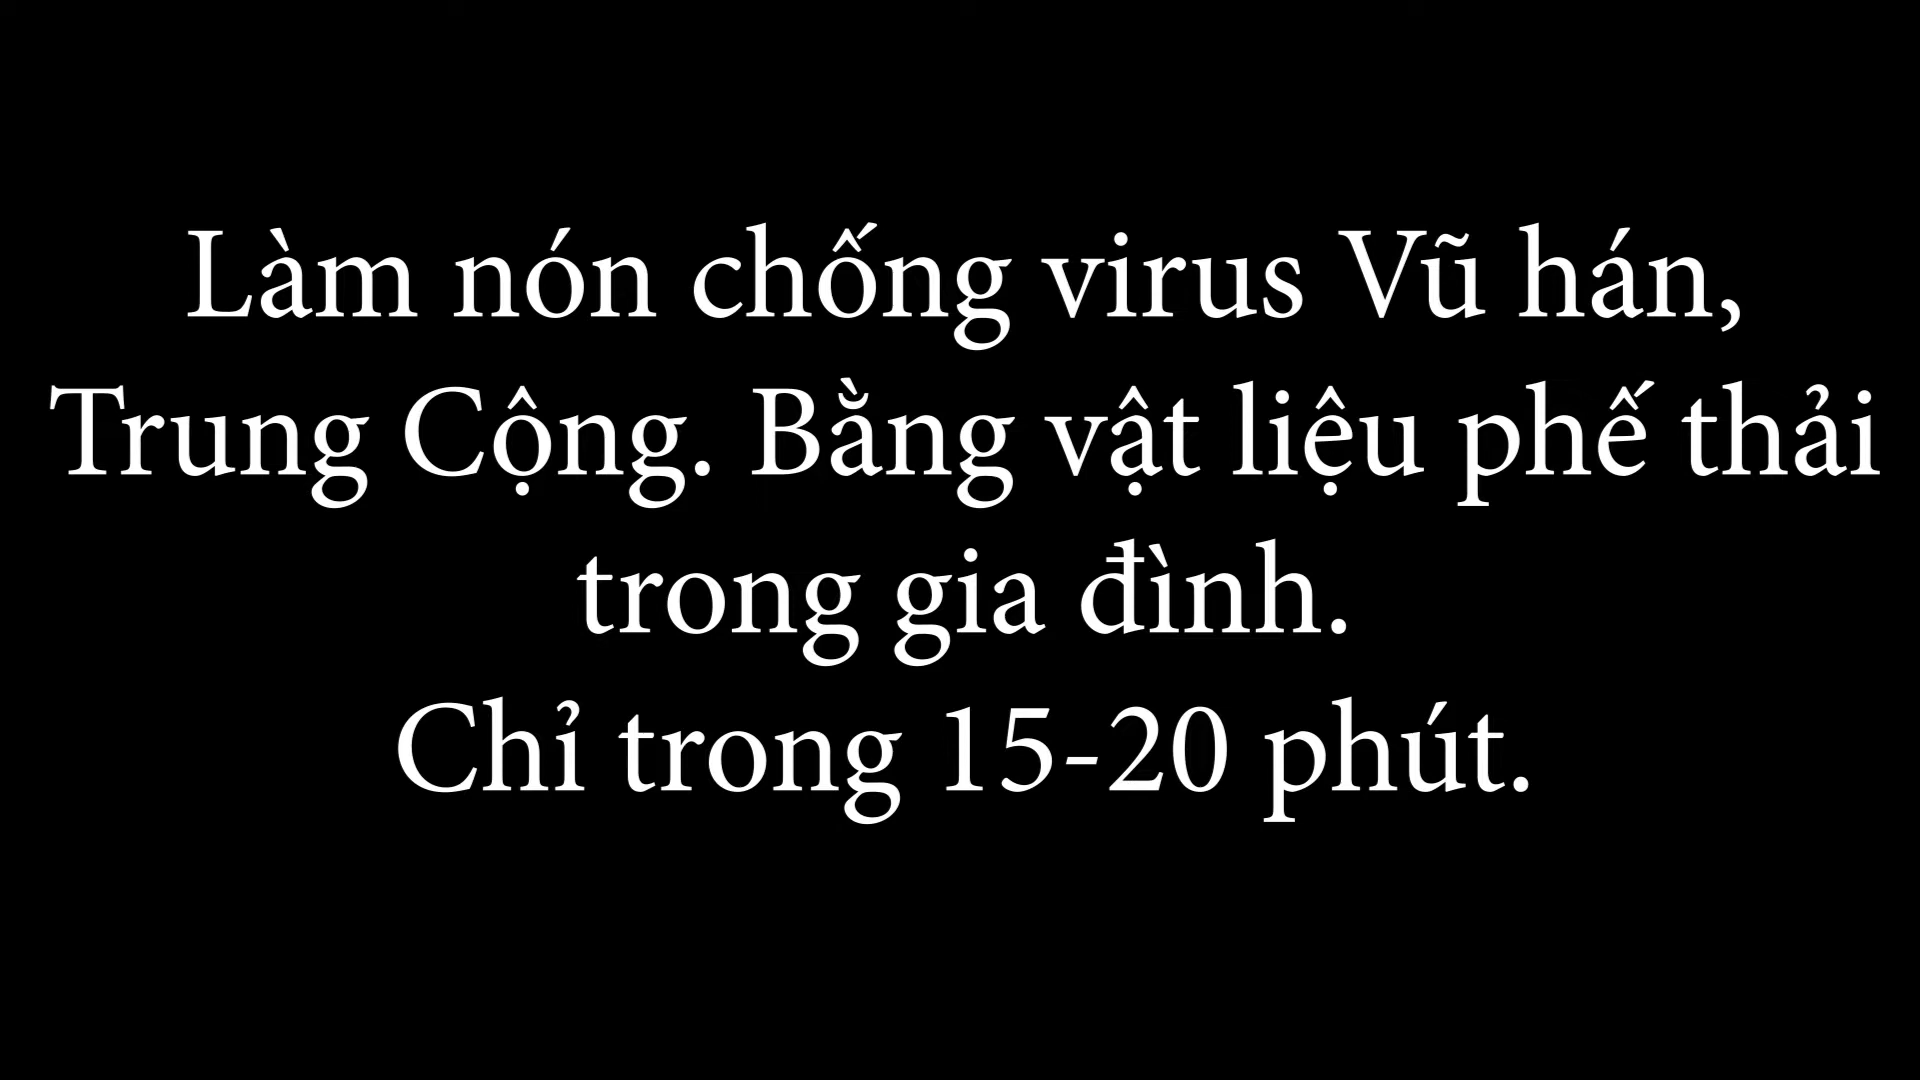 Làm nón chống virus Vũ hán,
Trung Cộng. Bằng vật liệu phế thải
trong gia đình.
Chỉ trong 15-20 phút.